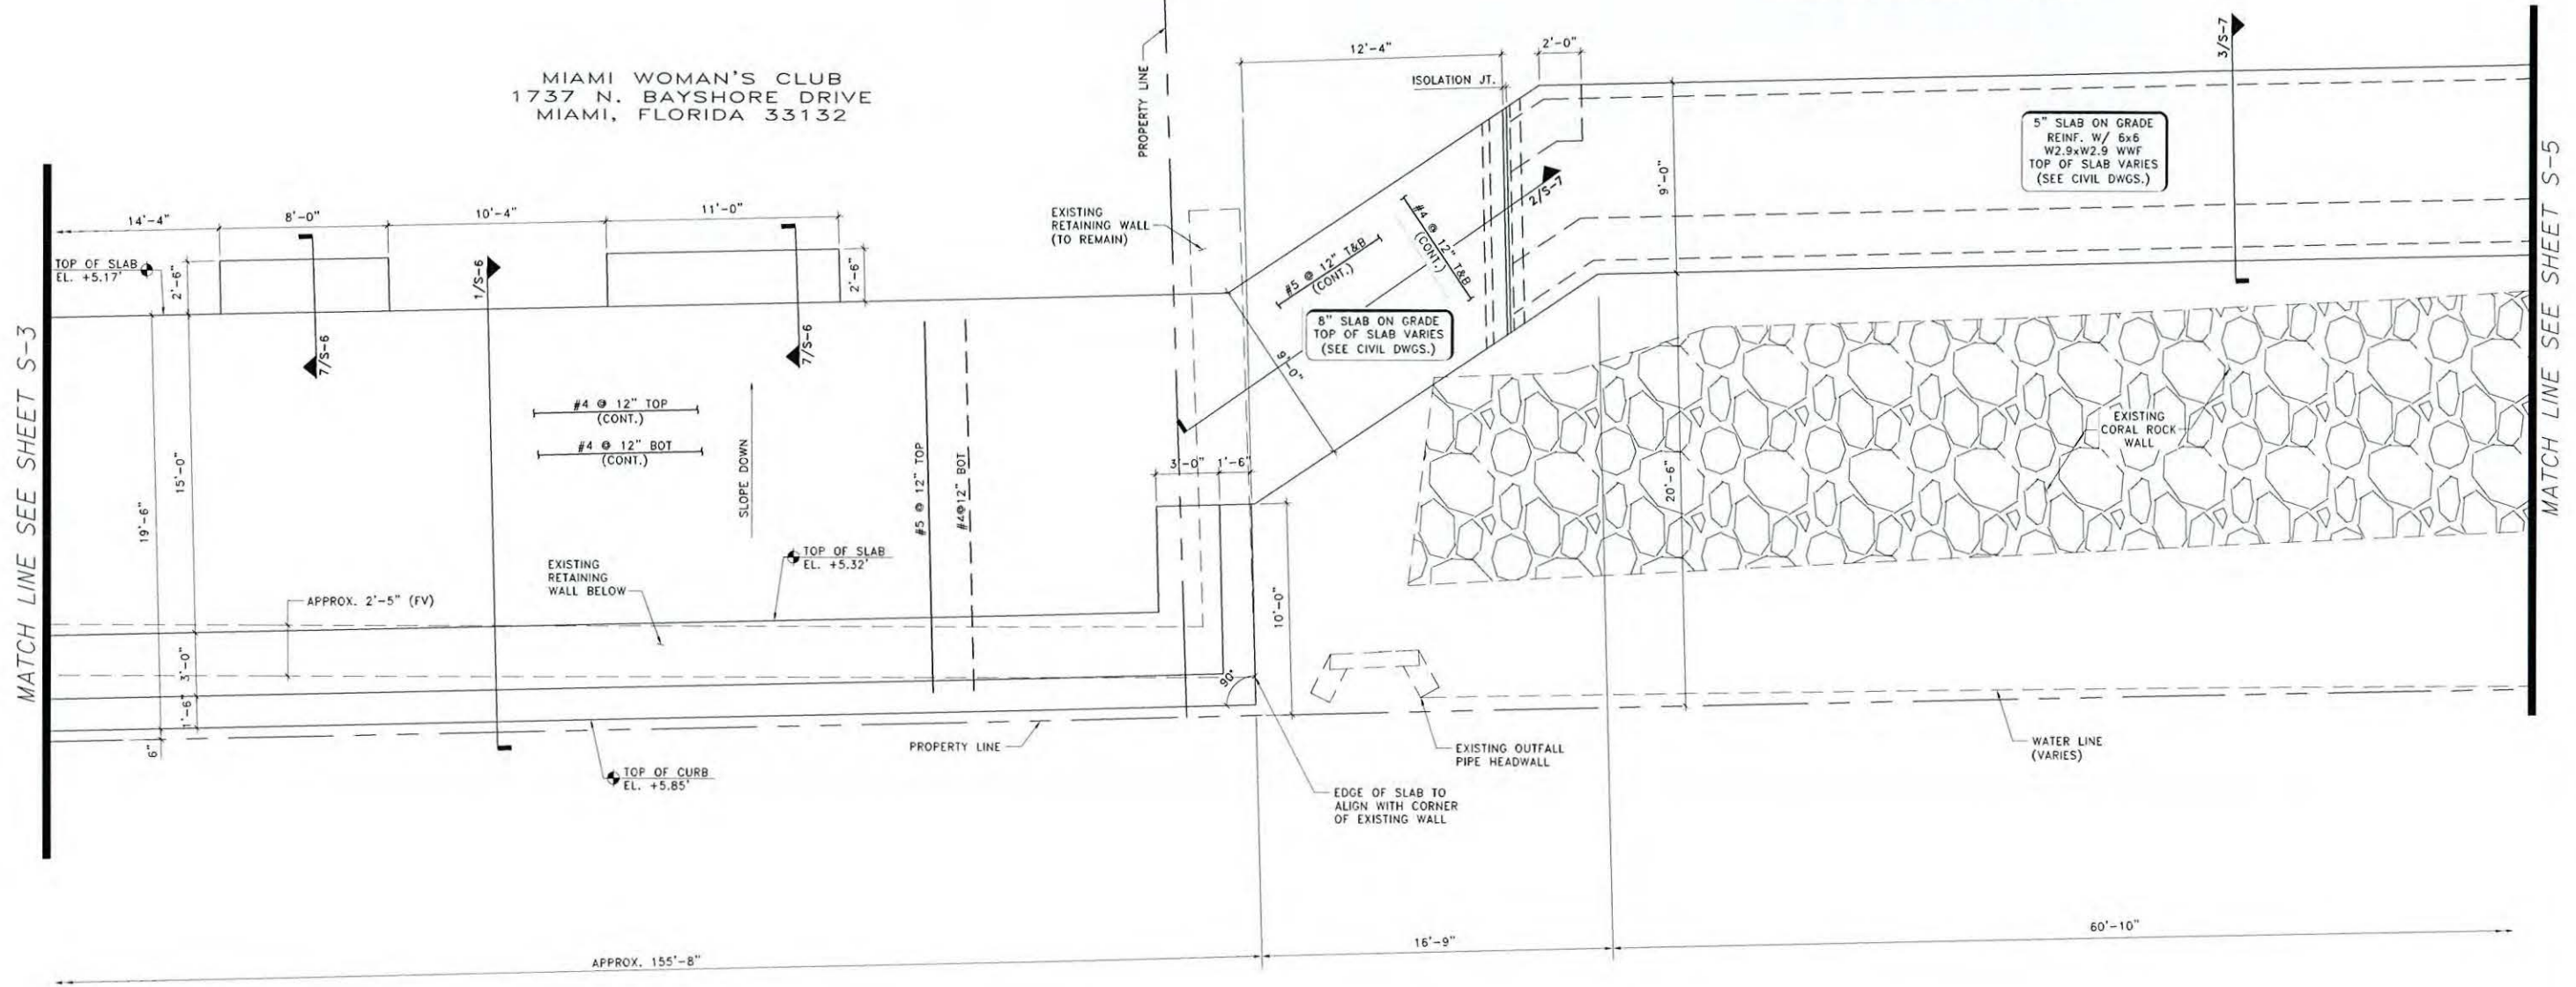 MIAMI WOMAN'S CLUB
1737 N. BAYSHORE DRIVE
MIAMI, FLORIDA 33132
MATCH LINE SEE SHEET S-3
14'-4"
8'-0"
10'-4"
11'-0"
TOP OF SLAB
EL. +5.17'
2'-6"
2'-6"
7/S-6
1/S-6
7/S-6
#4 @ 12" TOP
(CONT.)
#4 @ 12" BOT
(CONT.)
SLOPE DOWN
#5 @ 12" TOP
#4@12" BOT
19'-6"
15'-0"
3'-0"
1'-6"
6"
APPROX. 2'-5" (FV)
EXISTING
RETAINING
WALL BELOW
TOP OF SLAB
EL. +5.32'
TOP OF CURB
EL. +5.85'
PROPERTY LINE
APPROX. 155'-8"
PROPERTY LINE
EXISTING
RETAINING WALL
(TO REMAIN)
12'-4"
2'-0"
ISOLATION JT.
#5 @ 12" T&B
(CONT.)
#4 @ 12" T&B
(CONT.)
2/S-7
8" SLAB ON GRADE
TOP OF SLAB VARIES
(SEE CIVIL DWGS.)
9'-0"
3'-0"
1'-6"
10'-0"
90°
EXISTING OUTFALL
PIPE HEADWALL
EDGE OF SLAB TO
ALIGN WITH CORNER
OF EXISTING WALL
16'-9"
9'-0"
20'-6"
3/S-7
5" SLAB ON GRADE
REINF. W/ 6x6
W2.9xW2.9 WWF
TOP OF SLAB VARIES
(SEE CIVIL DWGS.)
EXISTING
CORAL ROCK
WALL
WATER LINE
(VARIES)
60'-10"
MATCH LINE SEE SHEET S-5